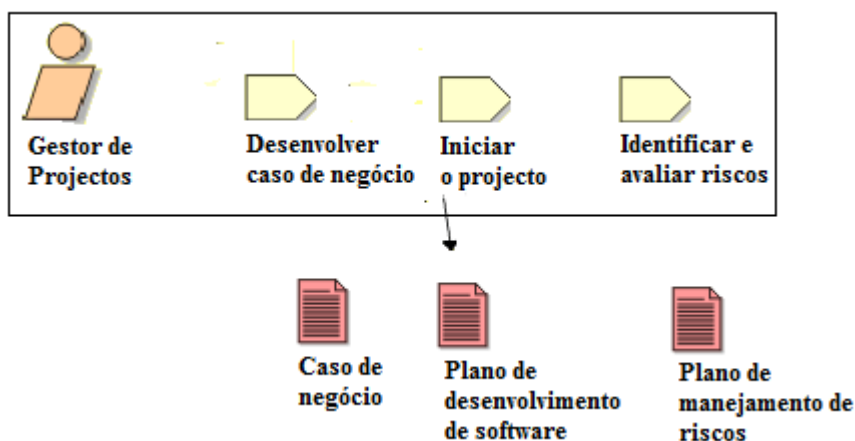 Gestor de
Projectos
Desenvolver
caso de negócio
Iniciar
o projecto
Identificar e
avaliar riscos
Caso de
negócio
Plano de
desenvolvimento
de software
Plano de
manejamento de
riscos